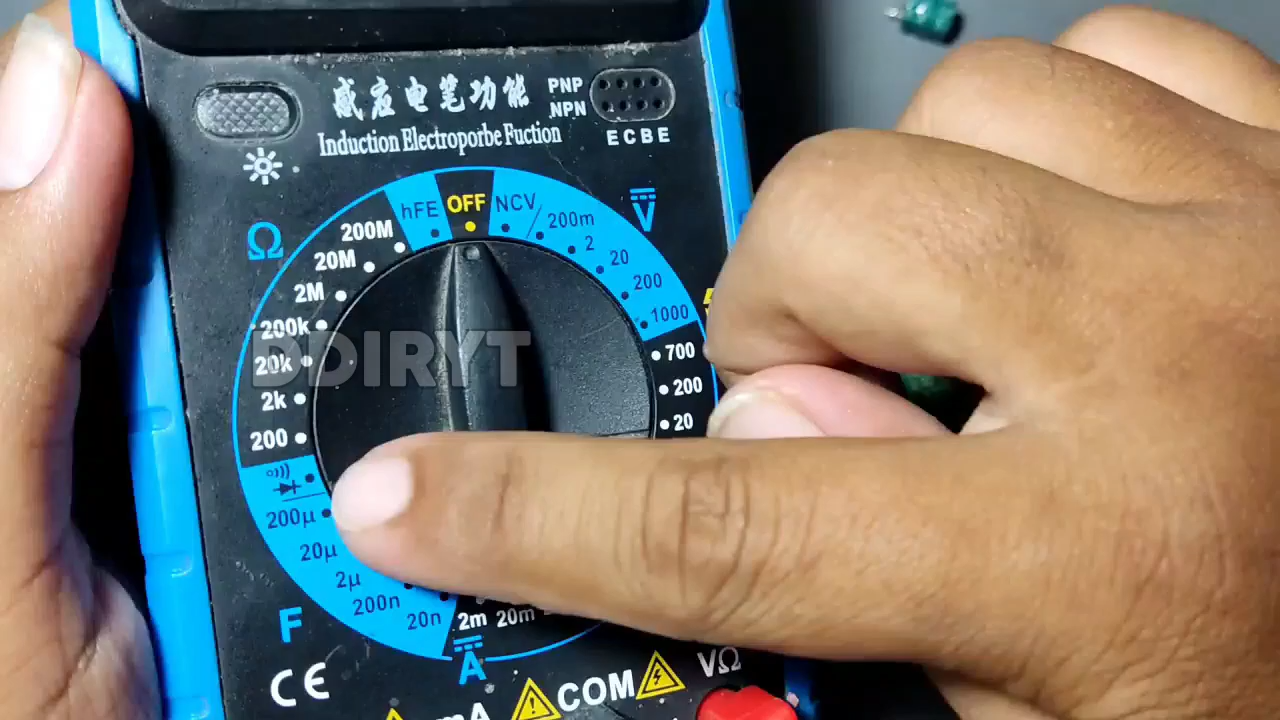 感应电笔功能
Induction Electroporbe Fuction
PNP
NPN
E C B E
Ω
hFE
OFF
NCV
V
200M
20M
2M
200k
20k
2k
200
200m
2
20
200
1000
700
200
20
200µ
20µ
2µ
200n
20n
2m
20m
F
A
CE
mA
COM
VΩ
DDIRYT